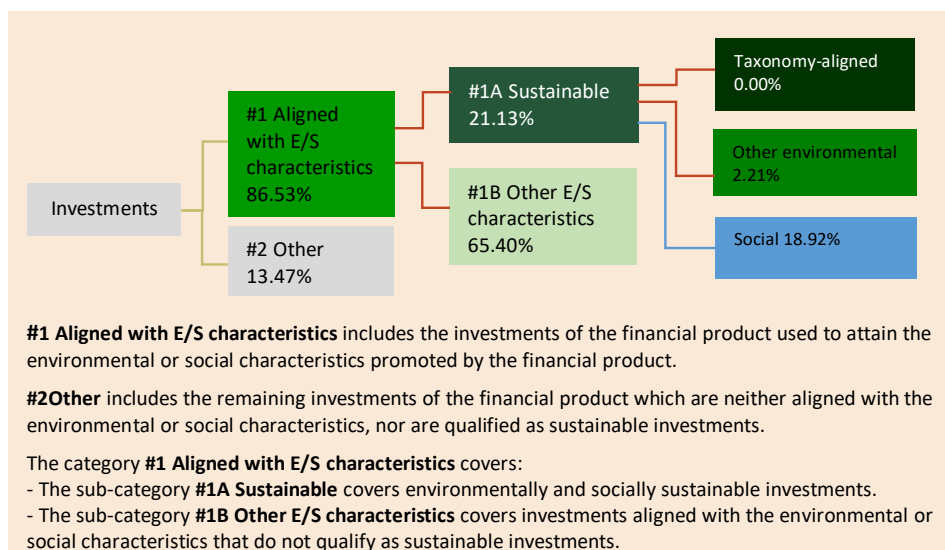 Investments
#1 Aligned
with E/S
characteristics
86.53%
#2 Other
13.47%
#1A Sustainable
21.13%
#1B Other E/S
characteristics
65.40%
Taxonomy-aligned
0.00%
Other environmental
2.21%
Social 18.92%
#1 Aligned with E/S characteristics includes the investments of the financial product used to attain the
environmental or social characteristics promoted by the financial product.
#2Other includes the remaining investments of the financial product which are neither aligned with the
environmental or social characteristics, nor are qualified as sustainable investments.
The category #1 Aligned with E/S characteristics covers:
- The sub-category #1A Sustainable covers environmentally and socially sustainable investments.
- The sub-category #1B Other E/S characteristics covers investments aligned with the environmental or
social characteristics that do not qualify as sustainable investments.